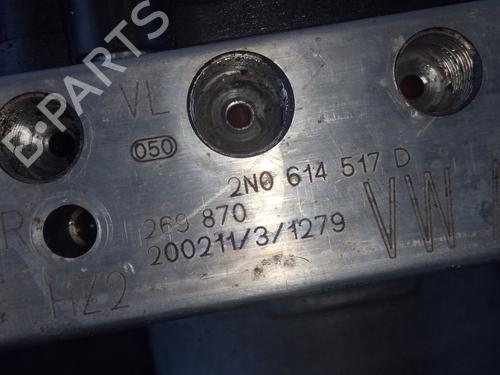 B-PARTS
VL
050
2N0 614 517 D
R
269 870
200211/3/1279
VW
HZ2